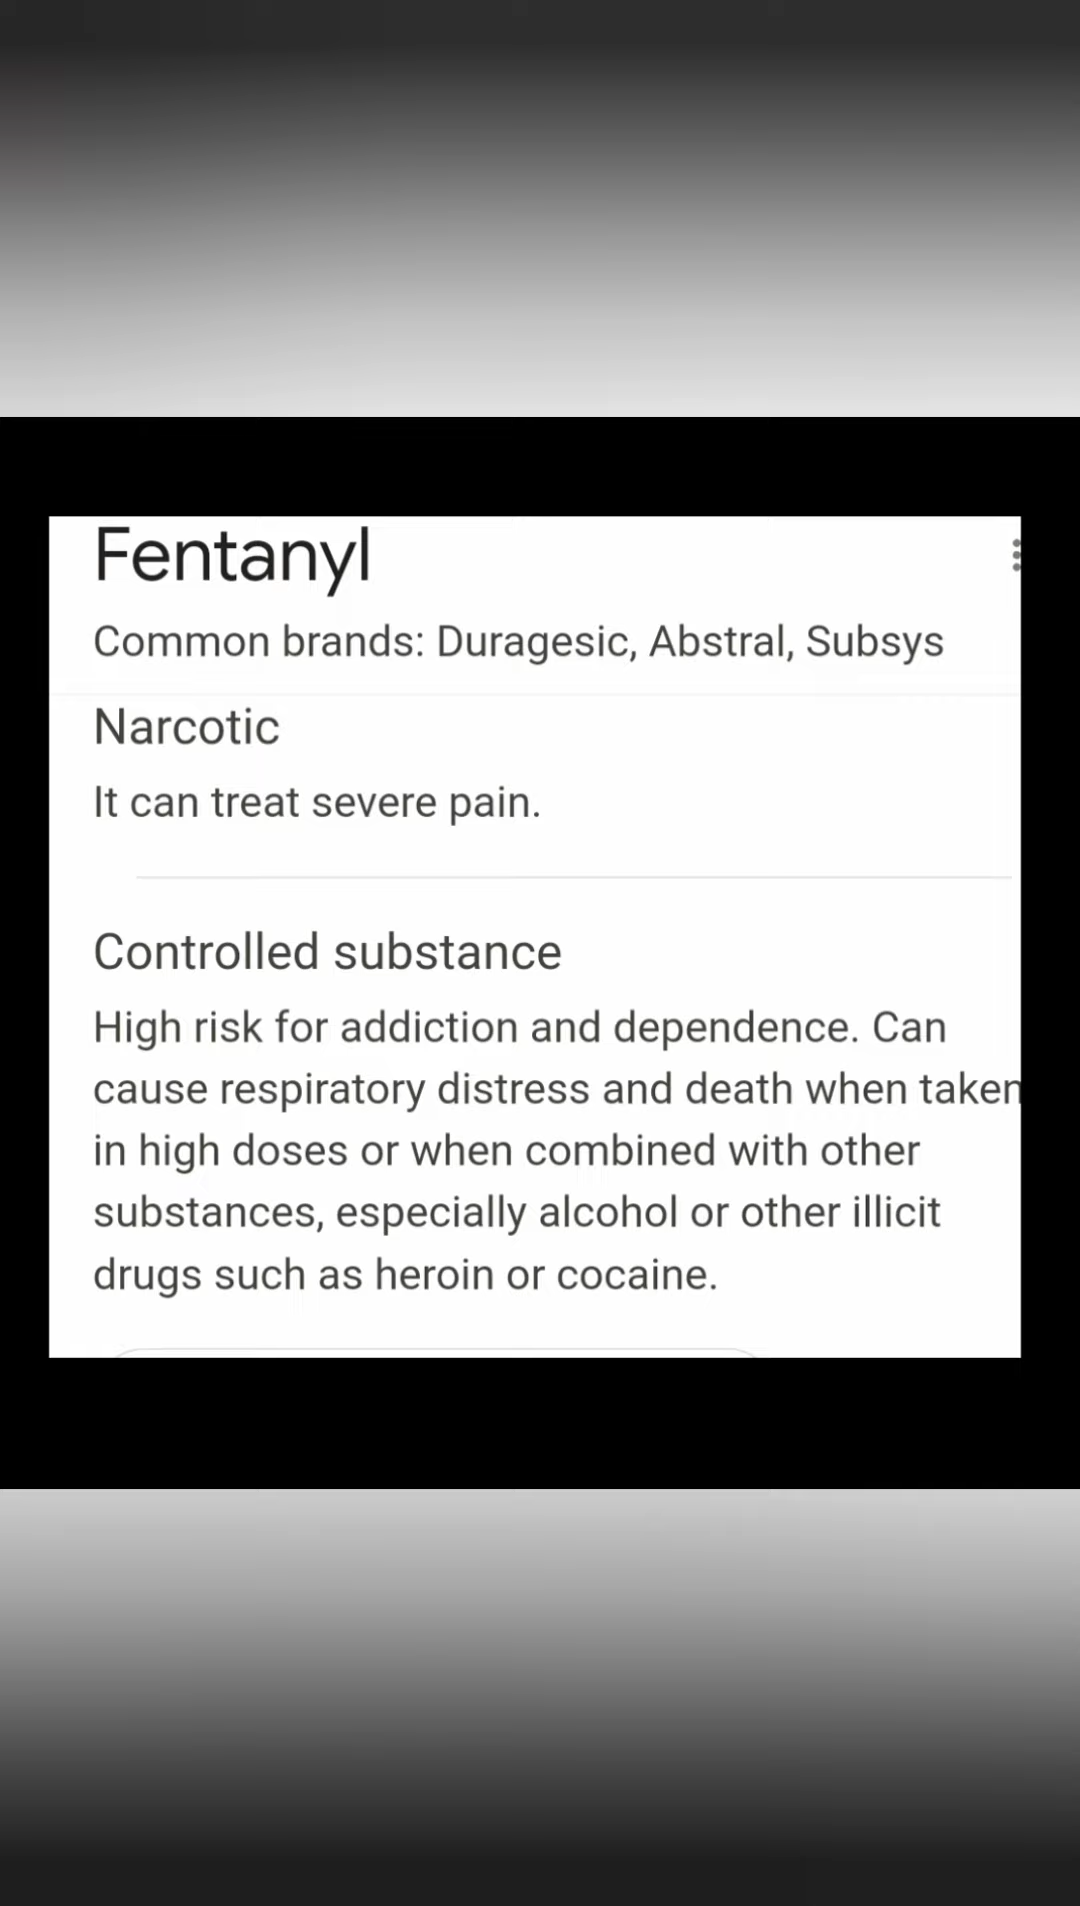 Fentanyl
Common brands: Duragesic, Abstral, Subsys
Narcotic
It can treat severe pain.
Controlled substance
High risk for addiction and dependence. Can
cause respiratory distress and death when taken
in high doses or when combined with other
substances, especially alcohol or other illicit
drugs such as heroin or cocaine.